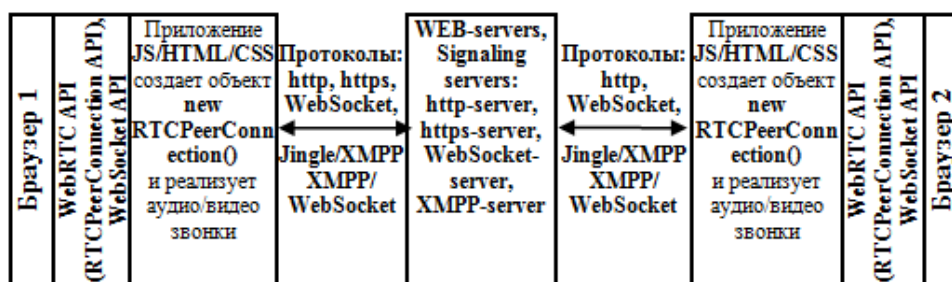 Браузер 1
WebRTC API
(RTCPeerConnection API),
WebSocket API
Приложение
JS/HTML/CSS
создает объект
new
RTCPeerConn
ection()
и реализует
аудио/видео
звонки
Протоколы:
http, https,
WebSocket,
Jingle/XMPP
XMPP/
WebSocket
WEB-servers,
Signaling
servers:
http-server,
https-server,
WebSocket-
server,
XMPP-server
Протоколы:
http,
WebSocket,
Jingle/XMPP
XMPP/
WebSocket
Приложение
JS/HTML/CSS
создает объект
new
RTCPeerConn
ection()
и реализует
аудио/видео
звонки
WebRTC API
(RTCPeerConnection API),
WebSocket API
Браузер 2